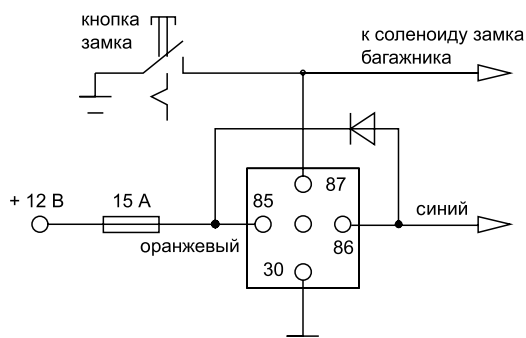 кнопка
замка
к соленоиду замка
багажника
87
+ 12 В
15 А
85
синий
оранжевый
86
30